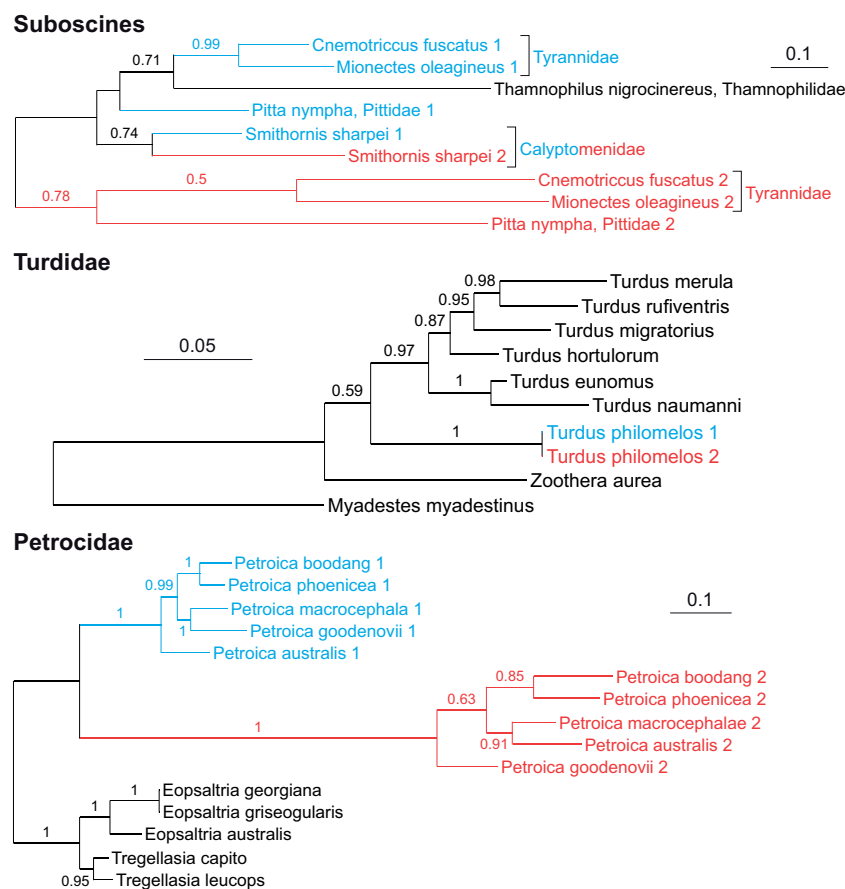 Suboscines
0.99
Cnemotriccus fuscatus 1
0.71
Mionectes oleagineus 1
Tyrannidae
0.1
Thamnophilus nigrocinereus, Thamnophilidae
Pitta nympha, Pittidae 1
0.74
Smithornis sharpei 1
Smithornis sharpei 2
Calyptomenidae
0.78
0.5
Cnemotriccus fuscatus 2
Mionectes oleagineus 2
Tyrannidae
Pitta nympha, Pittidae 2
Turdidae
0.05
0.98
Turdus merula
0.95
Turdus rufiventris
0.87
Turdus migratorius
0.97
Turdus hortulorum
1
Turdus eunomus
0.59
Turdus naumanni
1
Turdus philomelos 1
Turdus philomelos 2
Zoothera aurea
Myadestes myadestinus
Petrocidae
1
Petroica boodang 1
0.99
Petroica phoenicea 1
1
Petroica macrocephala 1
1
Petroica goodenovii 1
Petroica australis 1
0.1
0.85
Petroica boodang 2
0.63
Petroica phoenicea 2
1
Petroica macrocephalae 2
0.91
Petroica australis 2
Petroica goodenovii 2
1
Eopsaltria georgiana
1
Eopsaltria griseogularis
1
Eopsaltria australis
Tregellasia capito
0.95
Tregellasia leucops